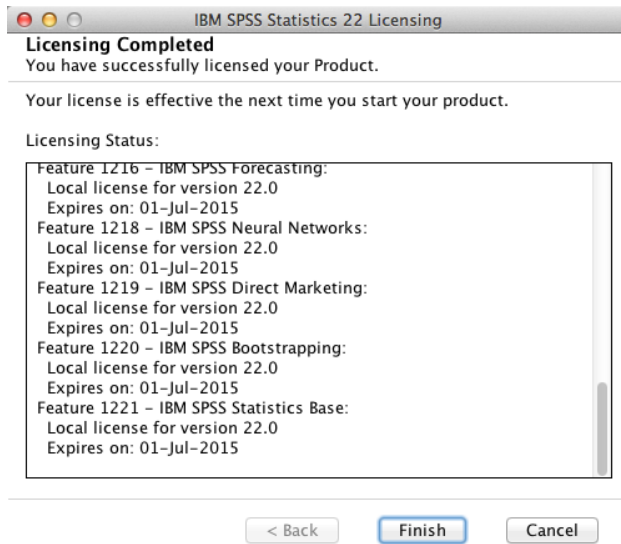 IBM SPSS Statistics 22 Licensing
Licensing Completed
You have successfully licensed your Product.
Your license is effective the next time you start your product.
Licensing Status:
Feature 1216 – IBM SPSS Forecasting:
Local license for version 22.0
Expires on: 01–Jul–2015
Feature 1218 – IBM SPSS Neural Networks:
Local license for version 22.0
Expires on: 01–Jul–2015
Feature 1219 – IBM SPSS Direct Marketing:
Local license for version 22.0
Expires on: 01–Jul–2015
Feature 1220 – IBM SPSS Bootstrapping:
Local license for version 22.0
Expires on: 01–Jul–2015
Feature 1221 – IBM SPSS Statistics Base:
Local license for version 22.0
Expires on: 01–Jul–2015
< Back Finish Cancel